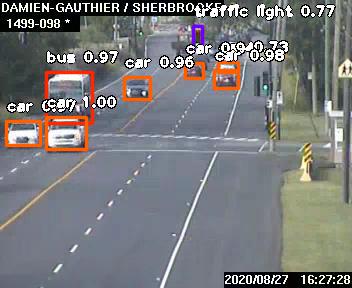 DAMIEN-GAUTHIER / SHERBROOKE
traffic light 0.77
1499-098 *
car 0.98
bus 0.97
car 0.96
car 1.00
2020/08/27 16:27:28